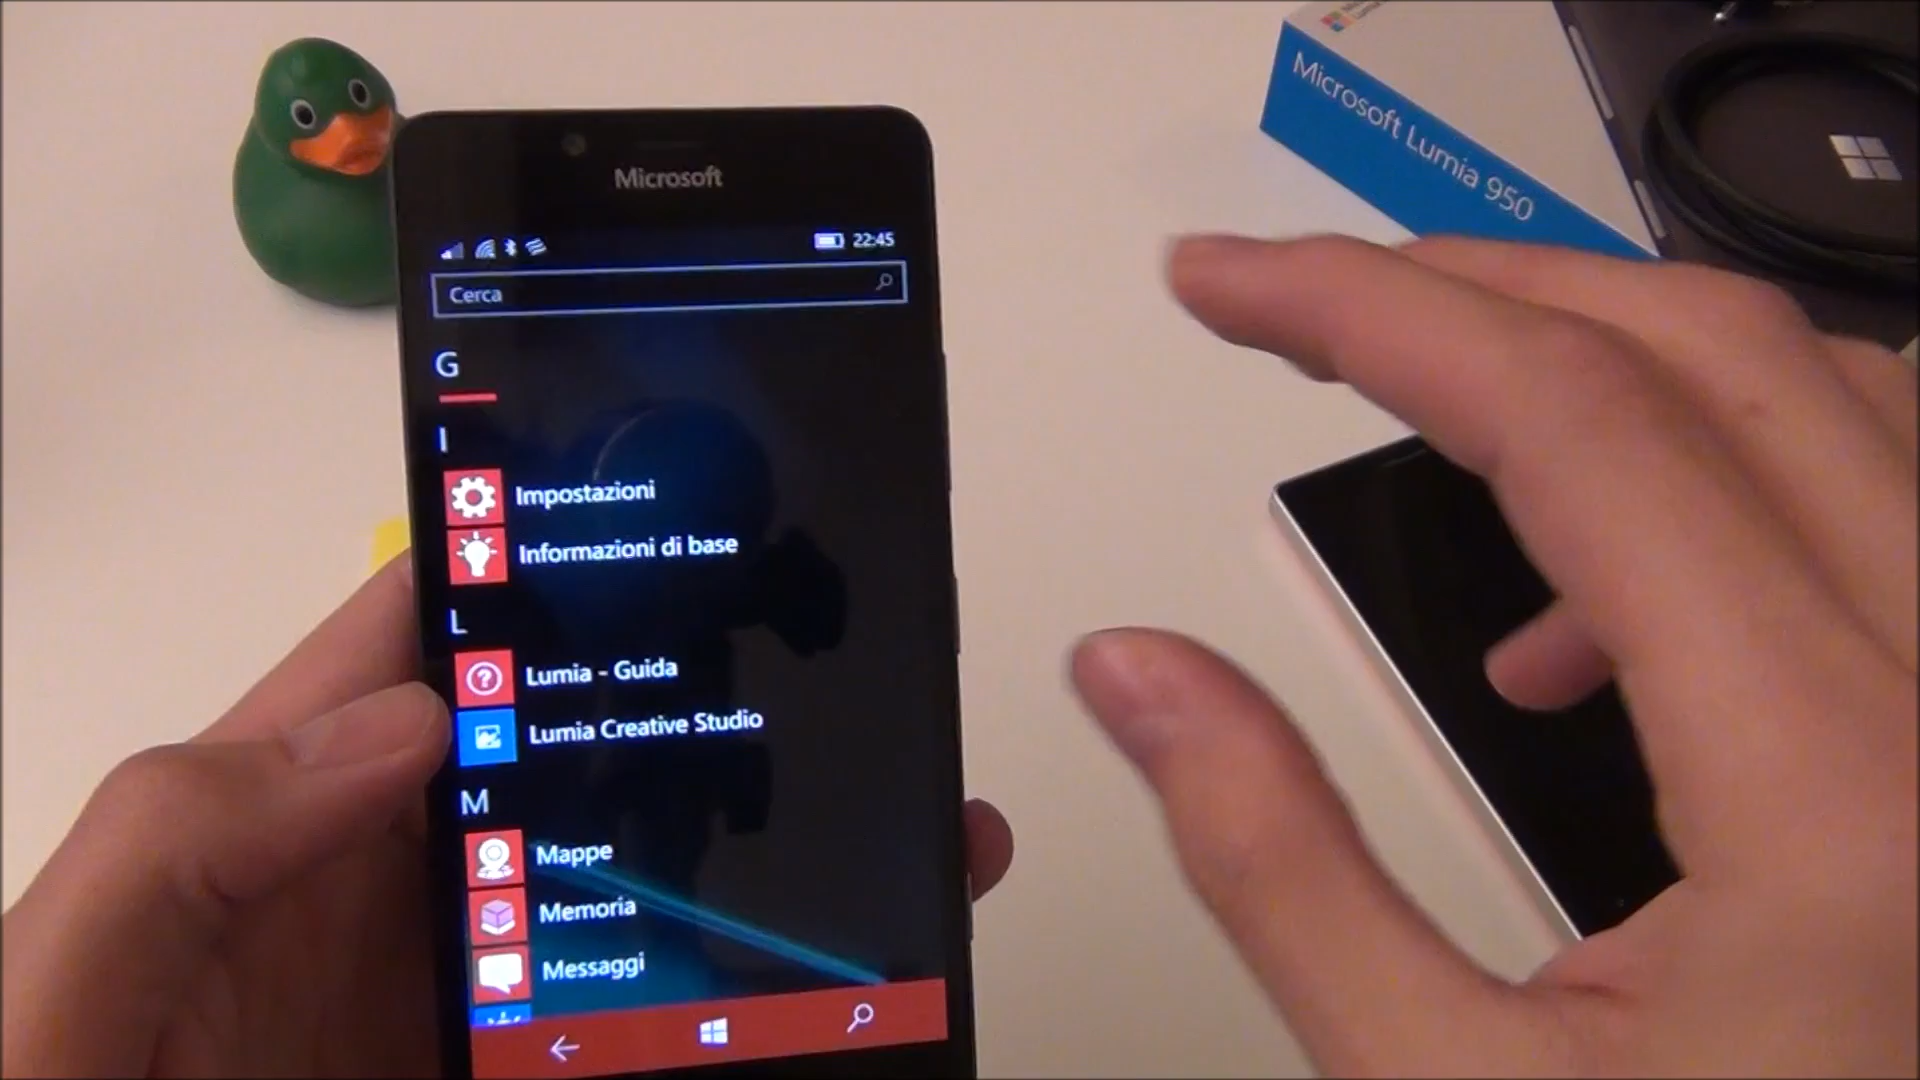 Microsoft Lumia 950
Microsoft
22:45
Cerca
G
I
Impostazioni
Informazioni di base
L
Lumia - Guida
Lumia Creative Studio
M
Mappe
Memoria
Messaggi